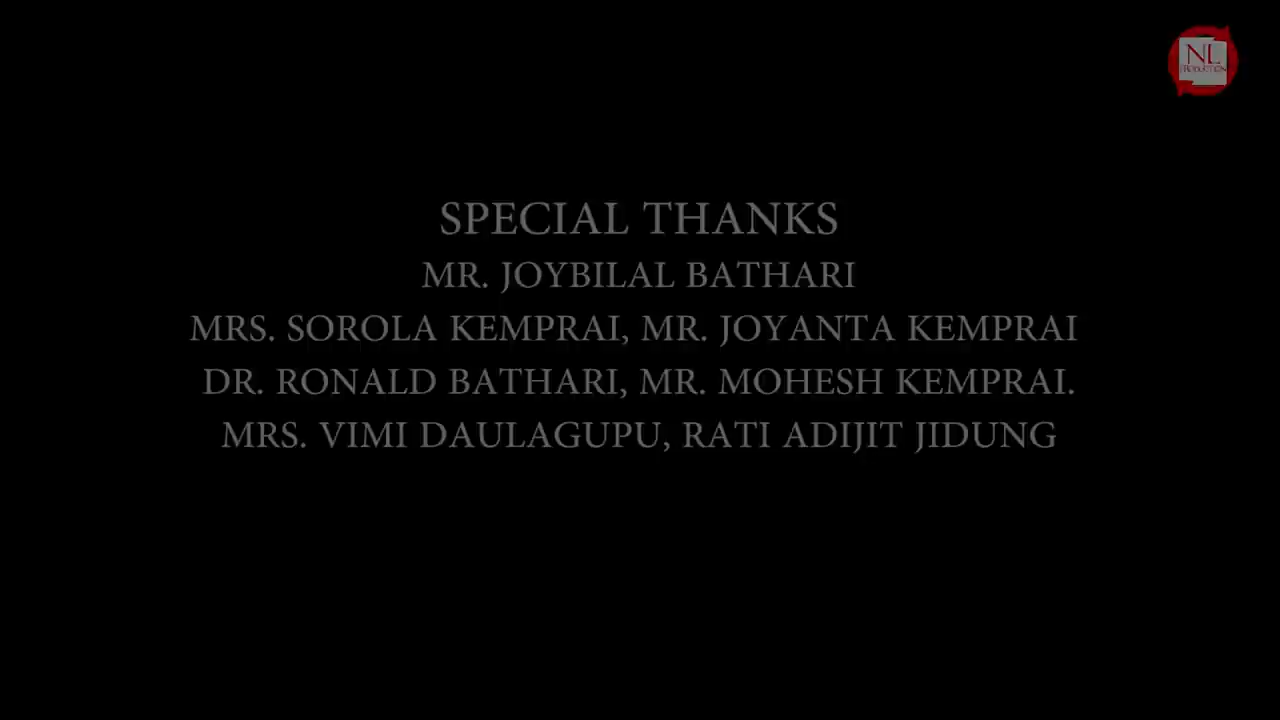 NL
PRODUCTION
SPECIAL THANKS
MR. JOYBILAL BATHARI
MRS. SOROLA KEMPRAI, MR. JOYANTA KEMPRAI
DR. RONALD BATHARI, MR. MOHESH KEMPRAI.
MRS. VIMI DAULAGUPU, RATI ADIJIT JIDUNG